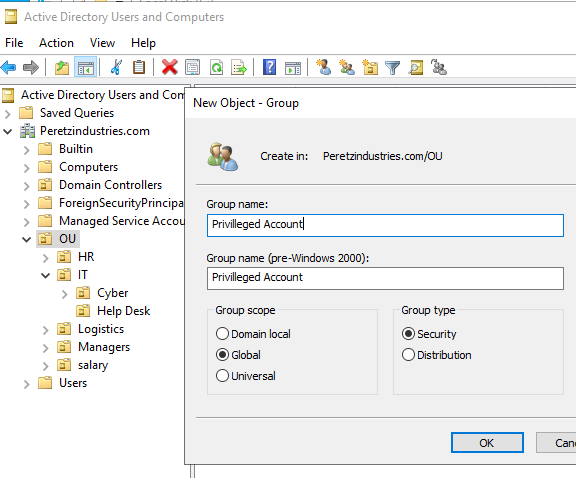 Active Directory Users and Computers
File Action View Help
Active Directory Users and Com
Saved Queries
Peretzindustries.com
Builtin
Computers
Domain Controllers
ForeignSecurityPrincipa
Managed Service Accou
OU
HR
IT
Cyber
Help Desk
Logistics
Managers
salary
Users
New Object - Group
Create in: Peretzindustries.com/OU
Group name:
Privilleged Account
Group name (pre-Windows 2000):
Privilleged Account
Group scope
Domain local
Global
Universal
Group type
Security
Distribution
OK
Canc